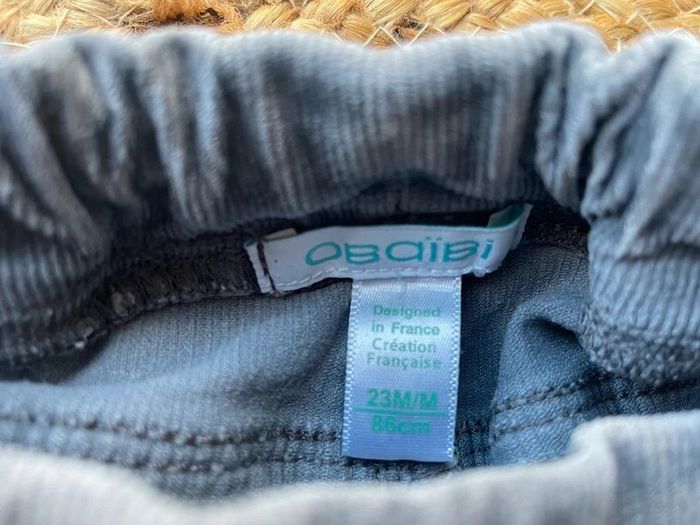 OBaïBi
Designed
in France
Création
Française
23M/M
86cm